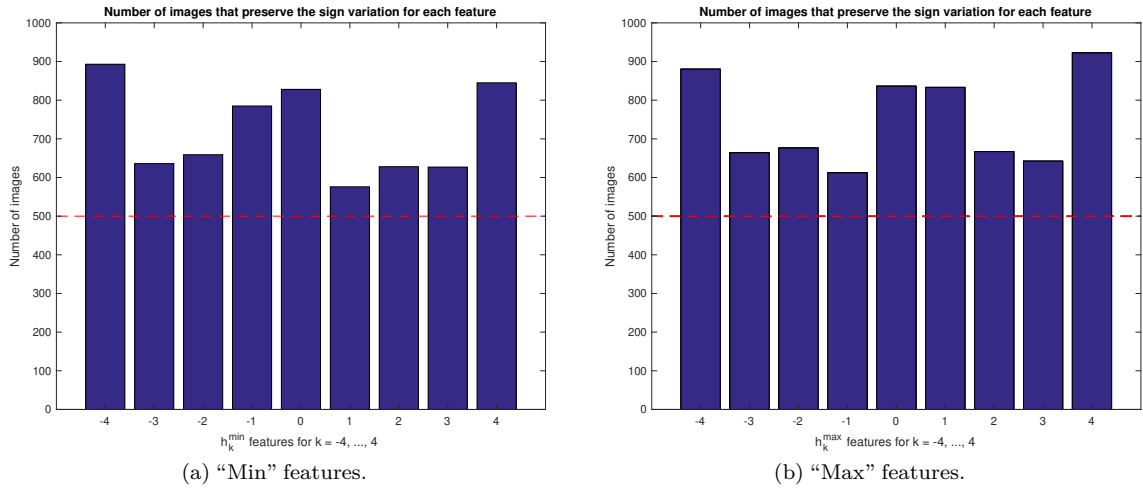 Number of images that preserve the sign variation for each feature
1000
900
800
700
600
500
400
300
200
100
0
Number of images
-4 -3 -2 -1 0 1 2 3 4
h_k^min features for k = -4, ..., 4
(a) “Min” features.
Number of images that preserve the sign variation for each feature
1000
900
800
700
600
500
400
300
200
100
0
Number of images
-4 -3 -2 -1 0 1 2 3 4
h_k^max features for k = -4, ..., 4
(b) “Max” features.